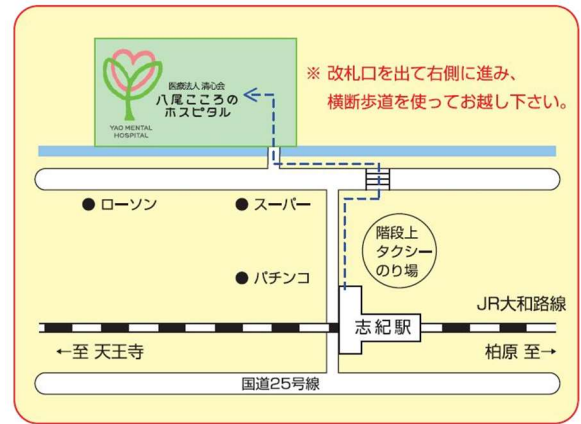 医療法人 清心会
八尾こころの
ホスピタル
YAO MENTAL
HOSPITAL
※ 改札口を出て右側に進み、
横断歩道を使ってお越し下さい。
● ローソン
● スーパー
● パチンコ
階段上
タクシー
のり場
JR大和路線
志紀駅
←至 天王寺
柏原 至→
国道25号線